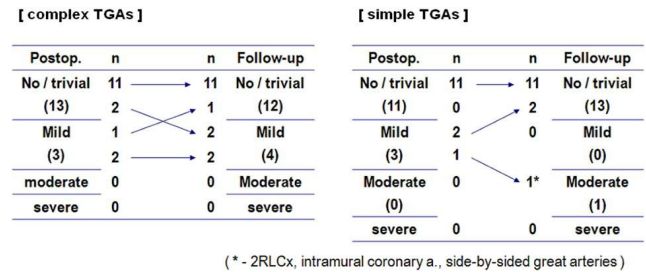 [ complex TGAs ] [ simple TGAs ]
Postop. n n Follow-up Postop. n n Follow-up
No / trivial 11 11 No / trivial No / trivial 11 11 No / trivial
(13) 2 1 (12) (11) 0 2 (13)
Mild 1 2 Mild Mild 2 0 Mild
(3) 2 2 (4) (3) 1 (0)
moderate 0 0 Moderate Moderate 0 1* Moderate
(0) (1)
severe 0 0 severe severe 0 0 severe
( * - 2RLCx, intramural coronary a., side-by-sided great arteries )